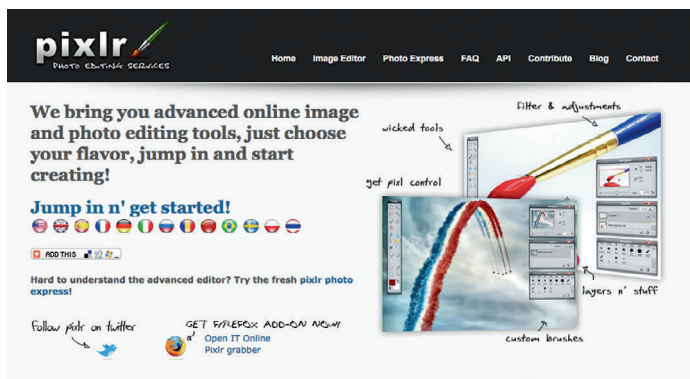 pixlr
PHOTO EDITING SERVICES
Home Image Editor Photo Express FAQ API Contribute Blog Contact
We bring you advanced online image
and photo editing tools, just choose
your flavor, jump in and start
creating!
Jump in n' get started!
ADD THIS
Hard to understand the advanced editor? Try the fresh pixlr photo
express!
Follow pixlr on twitter
GET FIREFOX ADD-ON NOW!
Open IT Online
Pixlr grabber
filter & adjustments
wicked tools
get pixl control
layers n' stuff
custom brushes